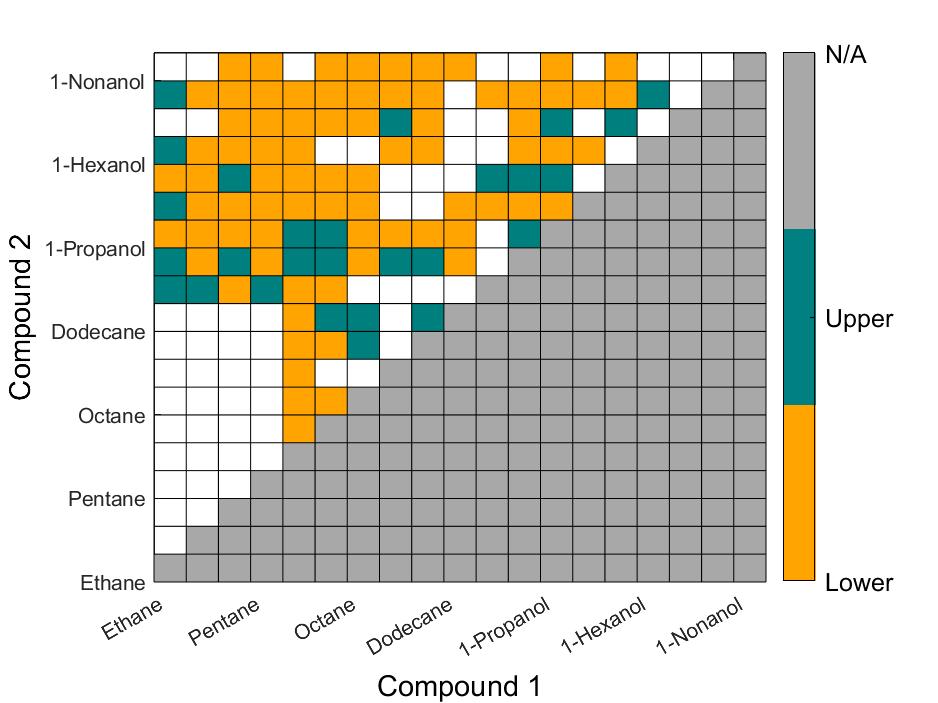 N/A
1-Nonanol
1-Hexanol
1-Propanol
Upper
Dodecane
Octane
Pentane
Ethane
Lower
Compound 2
Ethane
Pentane
Octane
Dodecane
1-Propanol
1-Hexanol
1-Nonanol
Compound 1